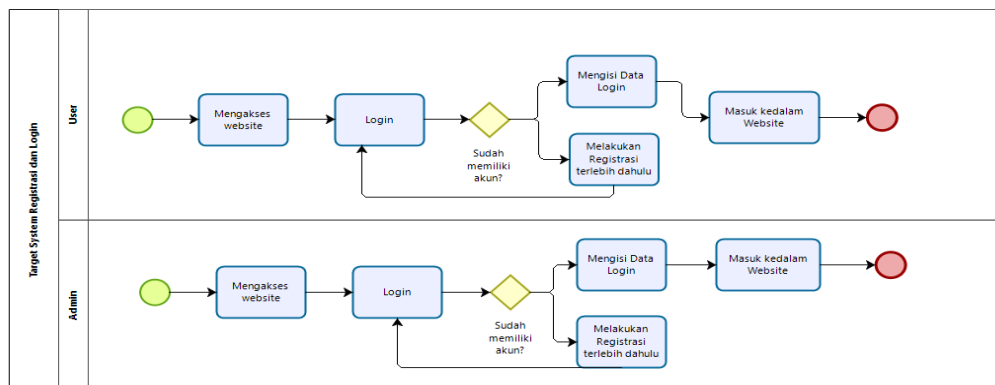 Target System Registrasi dan Login
User
Mengakses
website
Login
Sudah
memiliki
akun?
Mengisi Data
Login
Melakukan
Registrasi
terlebih dahulu
Masuk kedalam
Website
Admin
Mengakses
website
Login
Sudah
memiliki
akun?
Mengisi Data
Login
Melakukan
Registrasi
terlebih dahulu
Masuk kedalam
Website